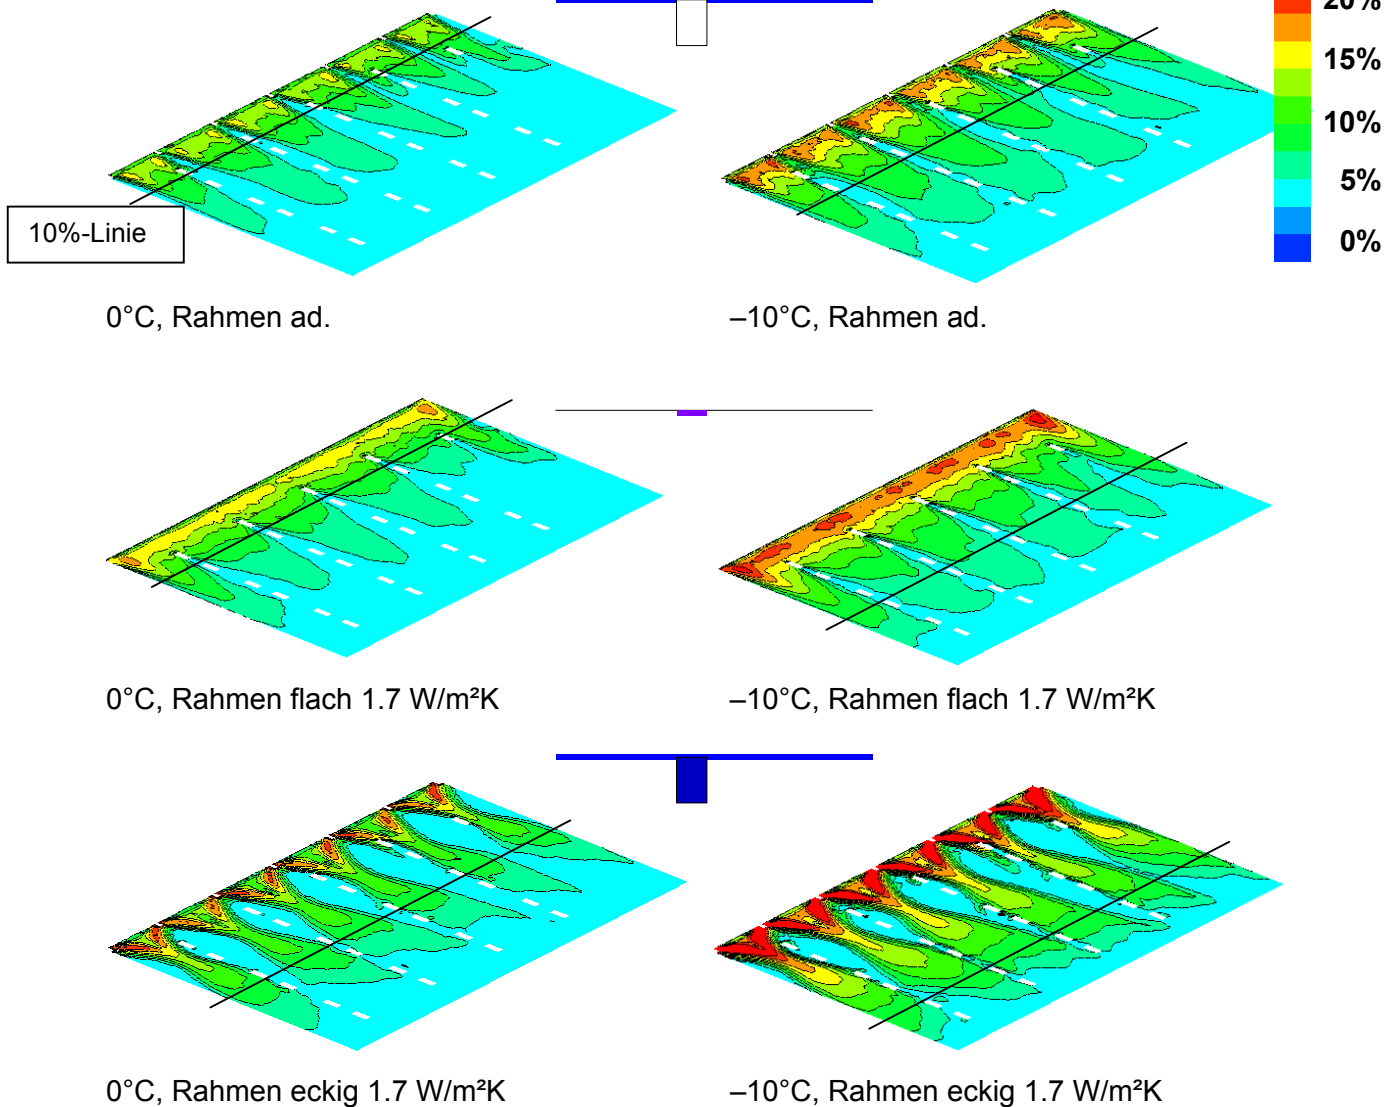 20%
15%
10%
5%
0%
10%-Linie
0°C, Rahmen ad.
–10°C, Rahmen ad.
0°C, Rahmen flach 1.7 W/m²K
–10°C, Rahmen flach 1.7 W/m²K
0°C, Rahmen eckig 1.7 W/m²K
–10°C, Rahmen eckig 1.7 W/m²K